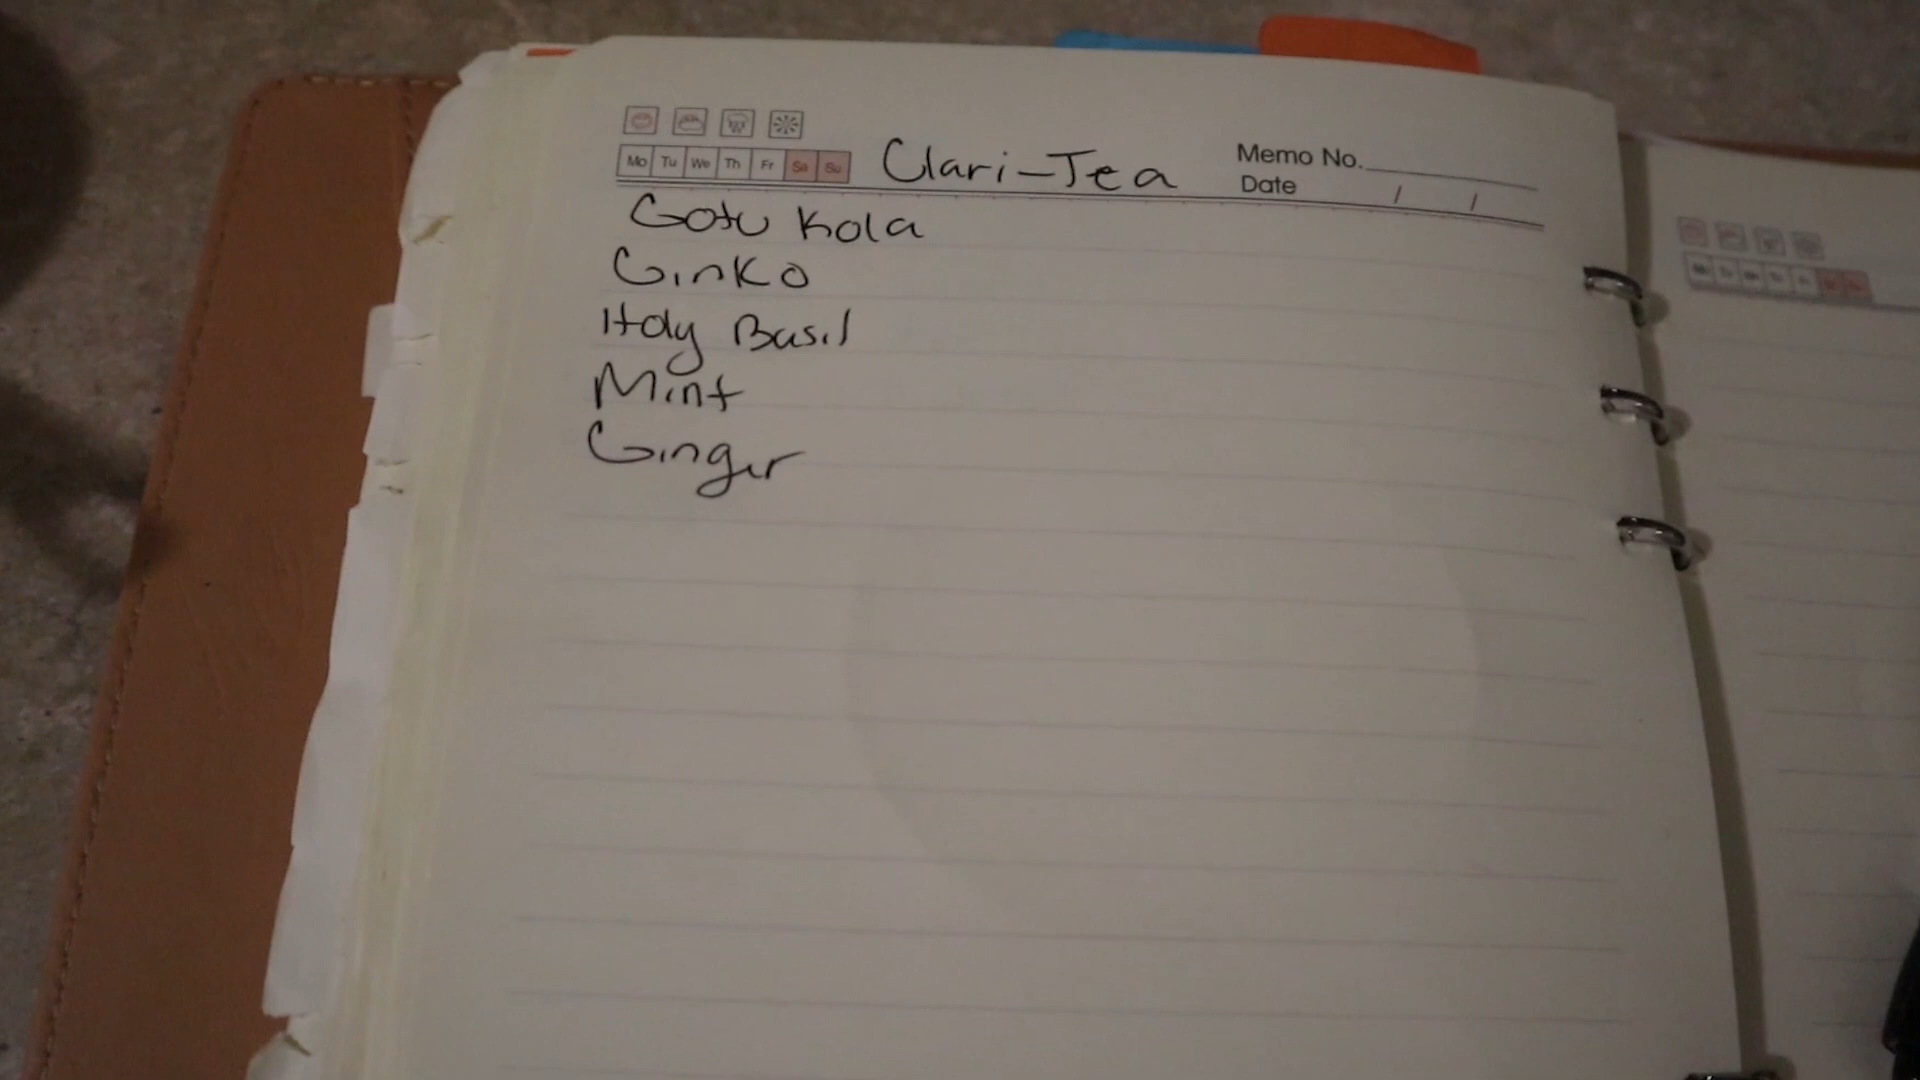 Mo Tu We Th Fr Sa Su Clari-Tea Memo No.
Date / /
Gotu Kola
Ginko
Holy Basil
Mint
Ginger